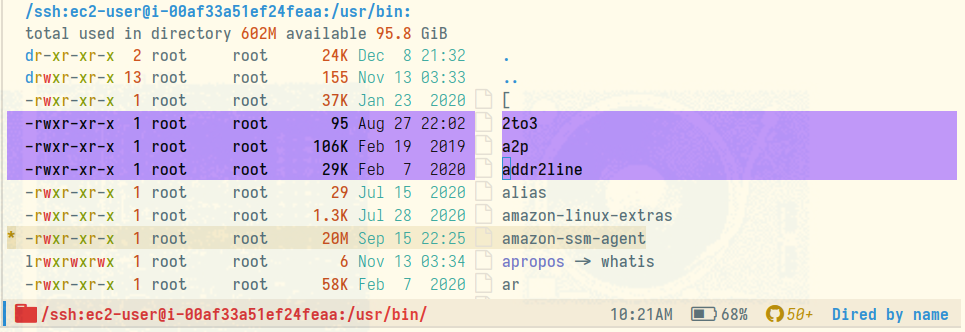 /ssh:ec2-user@i-00af33a51ef24feaa:/usr/bin:
total used in directory 602M available 95.8 GiB
dr-xr-xr-x 2 root root 24K Dec 8 21:32 .
drwxr-xr-x 13 root root 155 Nov 13 03:33 ..
-rwxr-xr-x 1 root root 37K Jan 23 2020 [
-rwxr-xr-x 1 root root 95 Aug 27 22:02 2to3
-rwxr-xr-x 1 root root 106K Feb 19 2019 a2p
-rwxr-xr-x 1 root root 29K Feb 7 2020 addr2line
-rwxr-xr-x 1 root root 29 Jul 15 2020 alias
-rwxr-xr-x 1 root root 1.3K Jul 28 2020 amazon-linux-extras
* -rwxr-xr-x 1 root root 20M Sep 15 22:25 amazon-ssm-agent
lrwxrwxrwx 1 root root 6 Nov 13 03:34 apropos → whatis
-rwxr-xr-x 1 root root 58K Feb 7 2020 ar
/ssh:ec2-user@i-00af33a51ef24feaa:/usr/bin/ 10:21AM 68% 50+ Dired by name